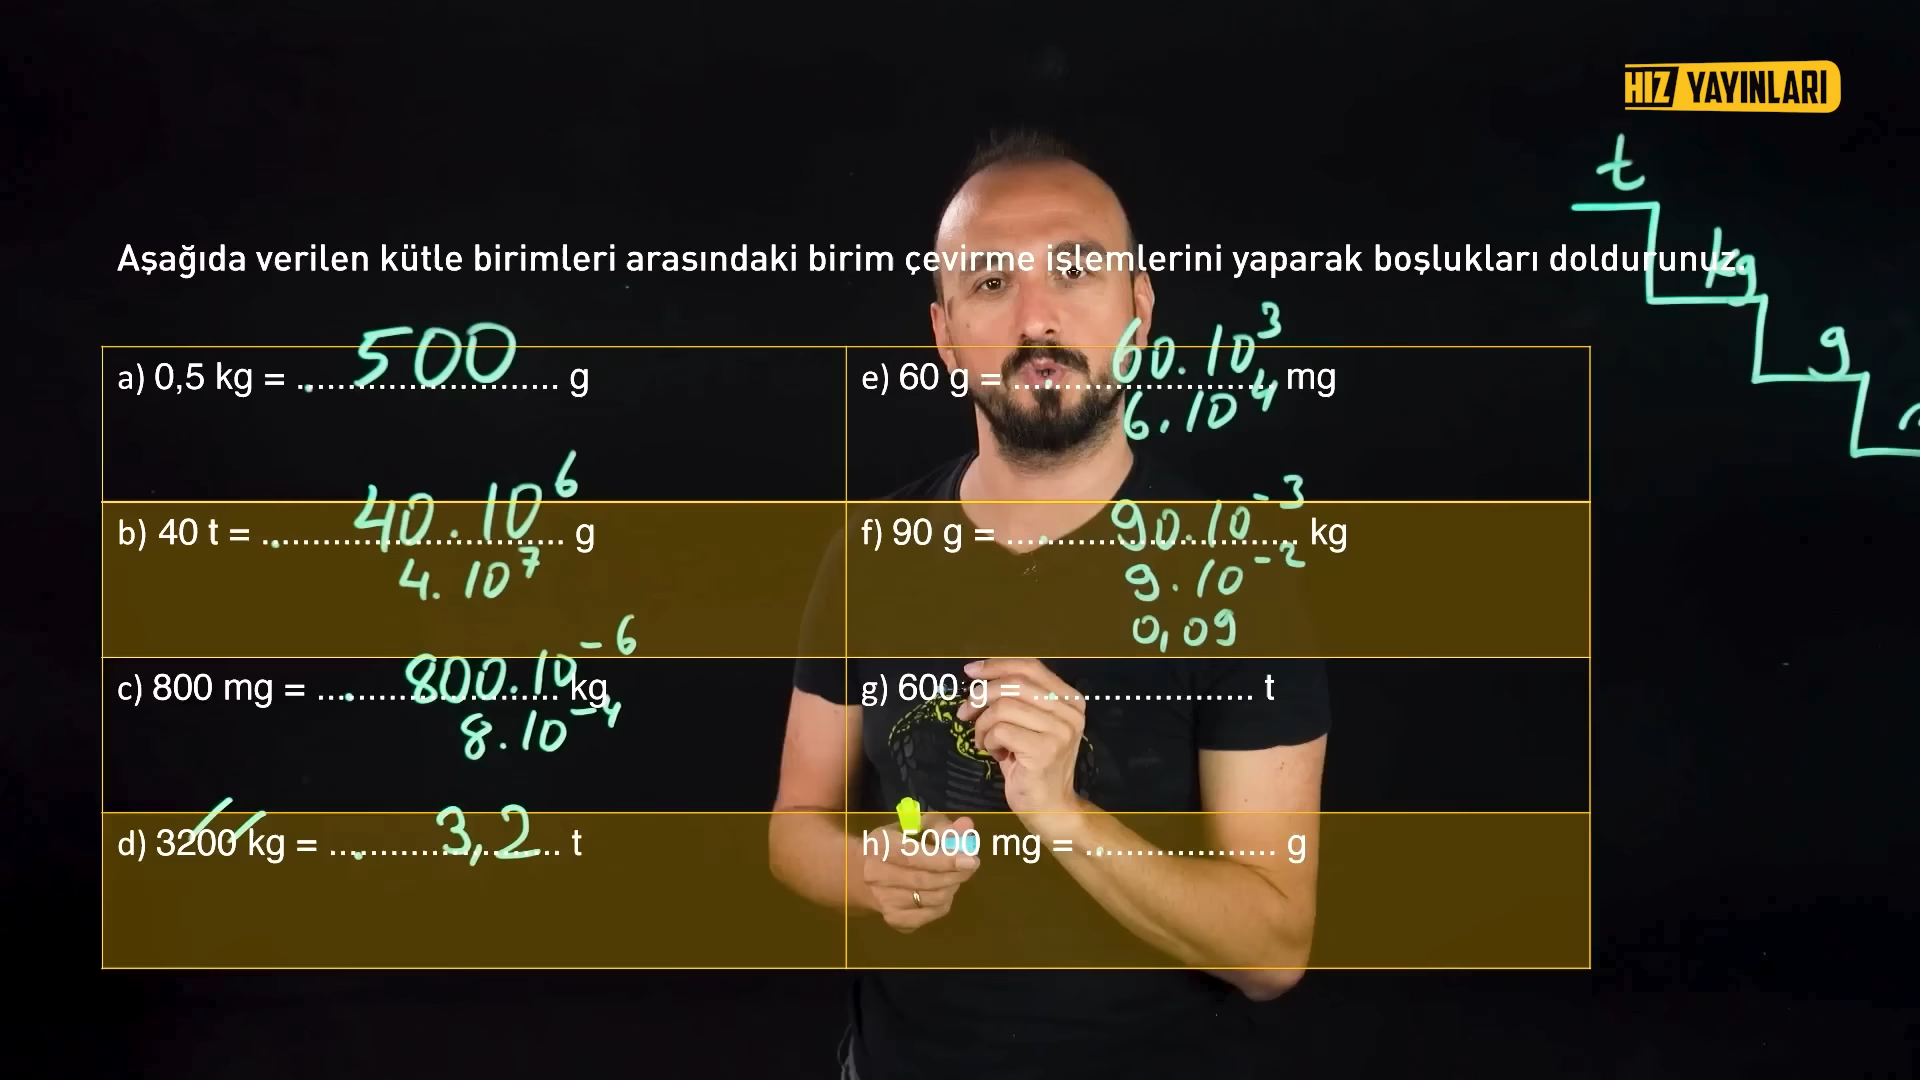 HIZ YAYINLARI
t
kg
g
Aşağıda verilen kütle birimleri arasındaki birim çevirme işlemlerini yaparak boşlukları doldurunuz.
a) 0,5 kg = ..500.. g
b) 40 t = ..40.10⁶.. g
4.10⁷
c) 800 mg = ..800.10⁻⁶.. kg
8.10⁻⁴
d) 3200 kg = ..3,2.. t
e) 60 g = ..60.10³.. mg
6.10⁴
f) 90 g = ..90.10⁻³.. kg
9.10⁻²
0,09
g) 600 g = ...................... t
h) 5000 mg = ................... g